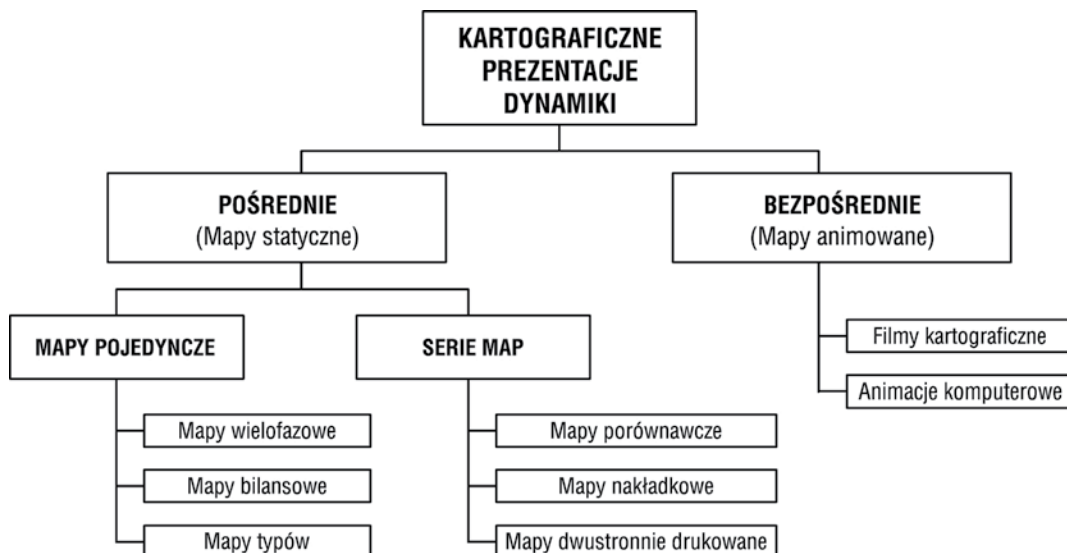 KARTOGRAFICZNE
PREZENTACJE
DYNAMIKI
POŚREDNIE
(Mapy statyczne)
BEZPOŚREDNIE
(Mapy animowane)
MAPY POJEDYNCZE
SERIE MAP
Filmy kartograficzne
Animacje komputerowe
Mapy wielofazowe
Mapy porównawcze
Mapy bilansowe
Mapy nakładkowe
Mapy typów
Mapy dwustronnie drukowane